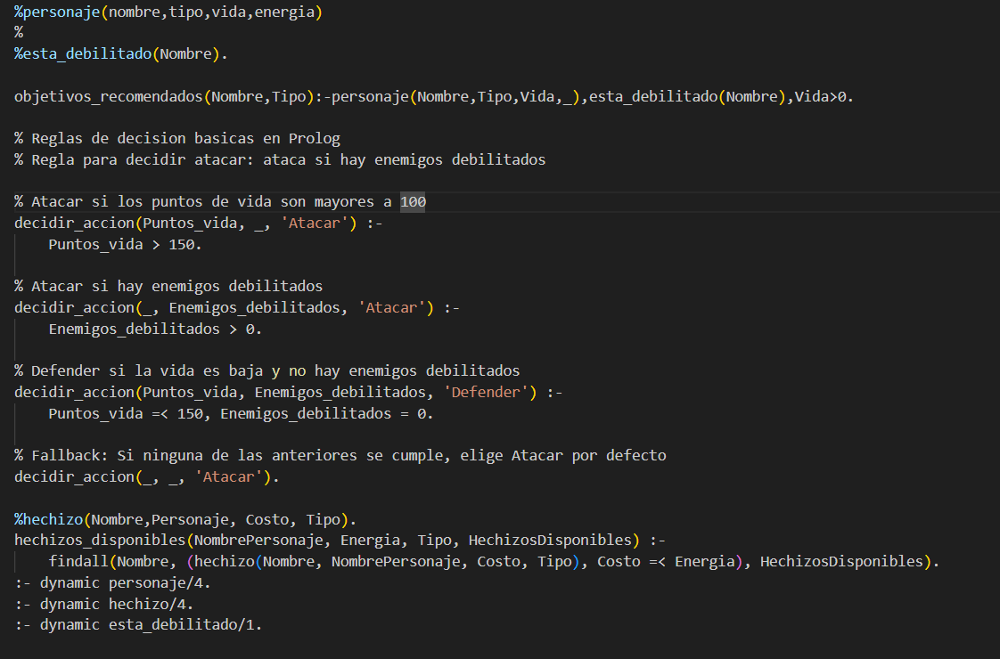 %personaje(nombre,tipo,vida,energia)
%
%esta_debilitado(Nombre).
objetivos_recomendados(Nombre,Tipo):-personaje(Nombre,Tipo,Vida,_),esta_debilitado(Nombre),Vida>0.
% Reglas de decision basicas en Prolog
% Regla para decidir atacar: ataca si hay enemigos debilitados
% Atacar si los puntos de vida son mayores a 100
decidir_accion(Puntos_vida, _, 'Atacar') :-
    Puntos_vida > 150.
% Atacar si hay enemigos debilitados
decidir_accion(_, Enemigos_debilitados, 'Atacar') :-
    Enemigos_debilitados > 0.
% Defender si la vida es baja y no hay enemigos debilitados
decidir_accion(Puntos_vida, Enemigos_debilitados, 'Defender') :-
    Puntos_vida =< 150, Enemigos_debilitados = 0.
% Fallback: Si ninguna de las anteriores se cumple, elige Atacar por defecto
decidir_accion(_, _, 'Atacar').
%hechizo(Nombre,Personaje, Costo, Tipo).
hechizos_disponibles(NombrePersonaje, Energia, Tipo, HechizosDisponibles) :-
    findall(Nombre, (hechizo(Nombre, NombrePersonaje, Costo, Tipo), Costo =< Energia), HechizosDisponibles).
:- dynamic personaje/4.
:- dynamic hechizo/4.
:- dynamic esta_debilitado/1.